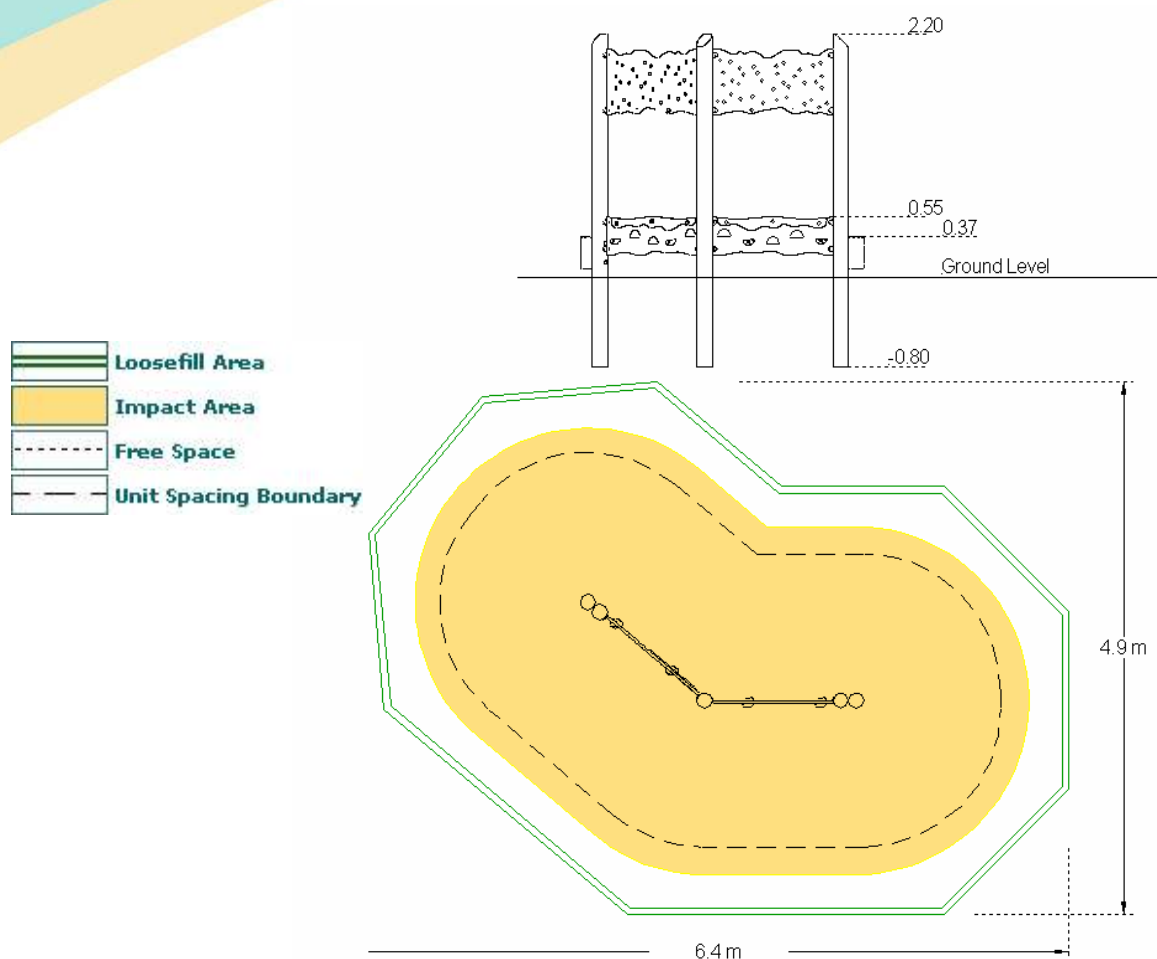 2.20
0.55
0.37
Ground Level
-0.80
Loosefill Area
Impact Area
Free Space
Unit Spacing Boundary
4.9 m
6.4 m